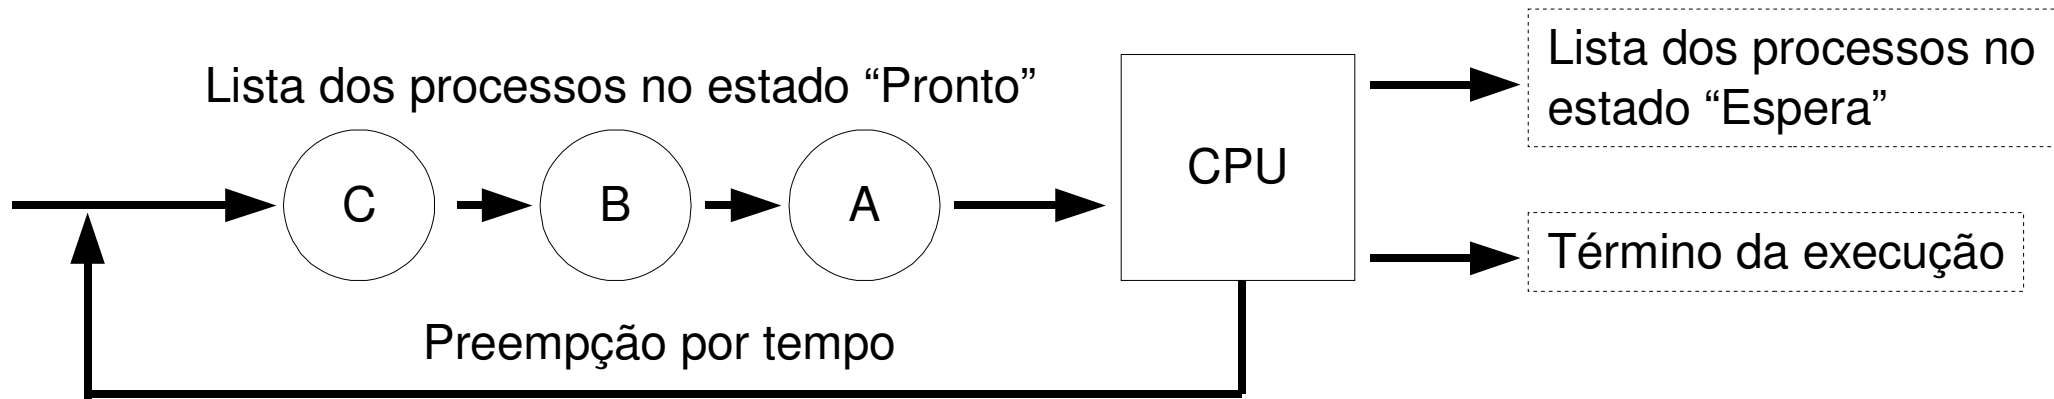 Lista dos processos no estado “Pronto”
C
B
A
CPU
Lista dos processos no
estado “Espera”
Término da execução
Preempção por tempo